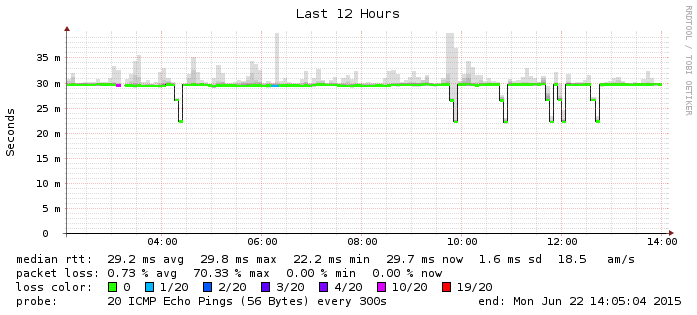 Last 12 Hours
RRDTOOL / TOBI OETIKER
Seconds
35 m
30 m
25 m
20 m
15 m
10 m
5 m
0
04:00 06:00 08:00 10:00 12:00 14:00
median rtt: 29.2 ms avg 29.8 ms max 22.2 ms min 29.7 ms now 1.6 ms sd 18.5 am/s
packet loss: 0.73 % avg 70.33 % max 0.00 % min 0.00 % now
loss color: 0 1/20 2/20 3/20 4/20 10/20 19/20
probe: 20 ICMP Echo Pings (56 Bytes) every 300s end: Mon Jun 22 14:05:04 2015